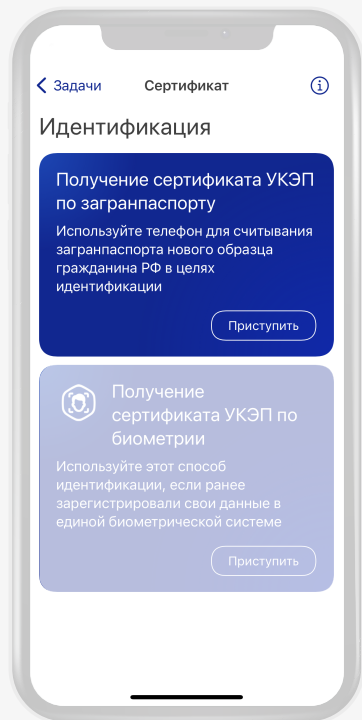 Задачи Сертификат
Идентификация
Получение сертификата УКЭП
по загранпаспорту
Используйте телефон для считывания
загранпаспорта нового образца
гражданина РФ в целях
идентификации
Приступить
Получение
сертификата УКЭП по
биометрии
Используйте этот способ
идентификации, если ранее
зарегистрировали свои данные в
единой биометрической системе
Приступить